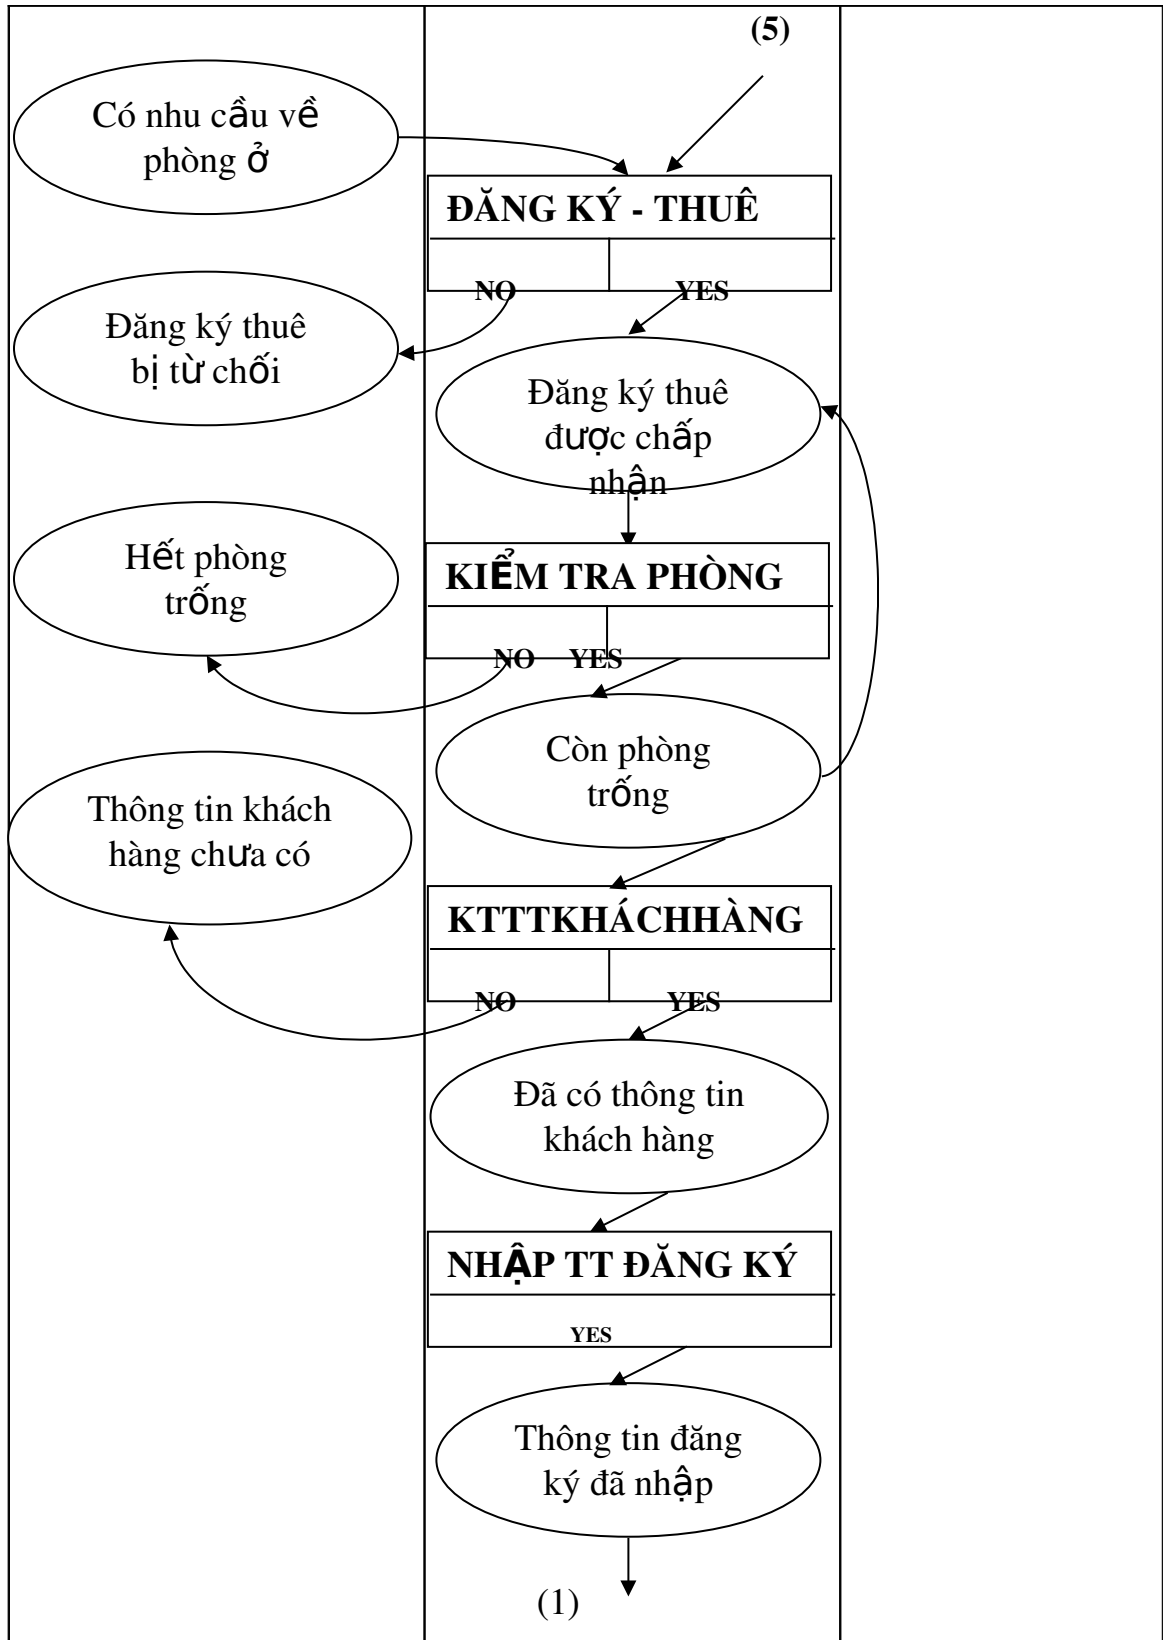 (5)
Có nhu cầu về
phòng ở
ĐĂNG KÝ - THUÊ
NO YES
Đăng ký thuê
bị từ chối
Đăng ký thuê
được chấp
nhận
Hết phòng
trống
KIỂM TRA PHÒNG
NO YES
Còn phòng
trống
Thông tin khách
hàng chưa có
KTTTKHÁCHHÀNG
NO YES
Đã có thông tin
khách hàng
NHẬP TT ĐĂNG KÝ
YES
Thông tin đăng
ký đã nhập
(1)